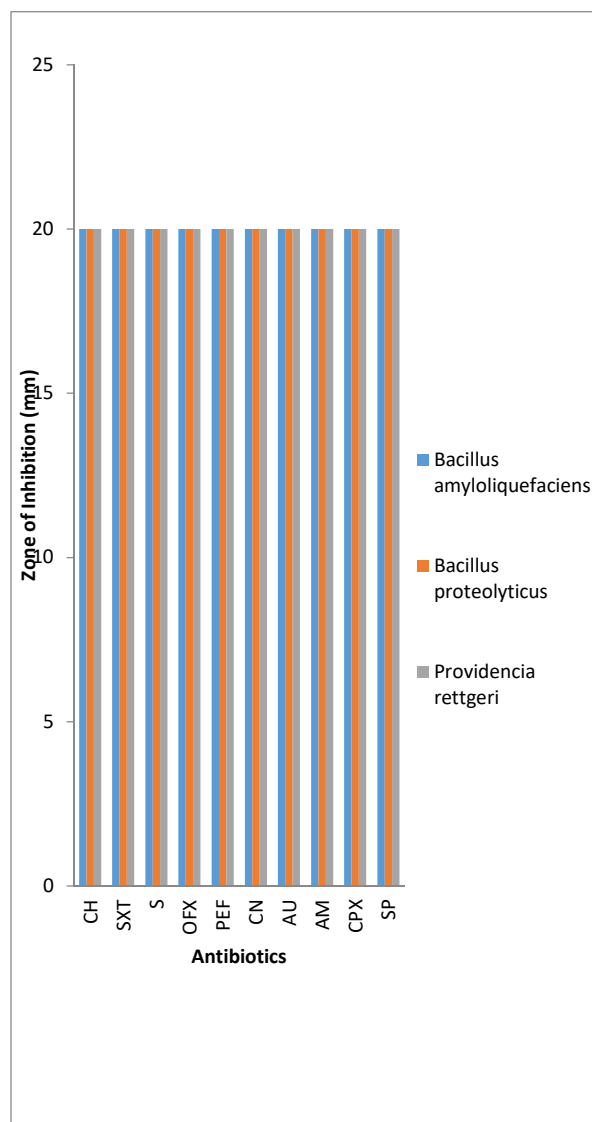 25
20
15
10
5
0
Zone of Inhibition (mm)
CH
SXT
S
OFX
PEF
CN
AU
AM
CPX
SP
Antibiotics
Bacillus
amyloliquefaciens
Bacillus
proteolyticus
Providencia
rettgeri